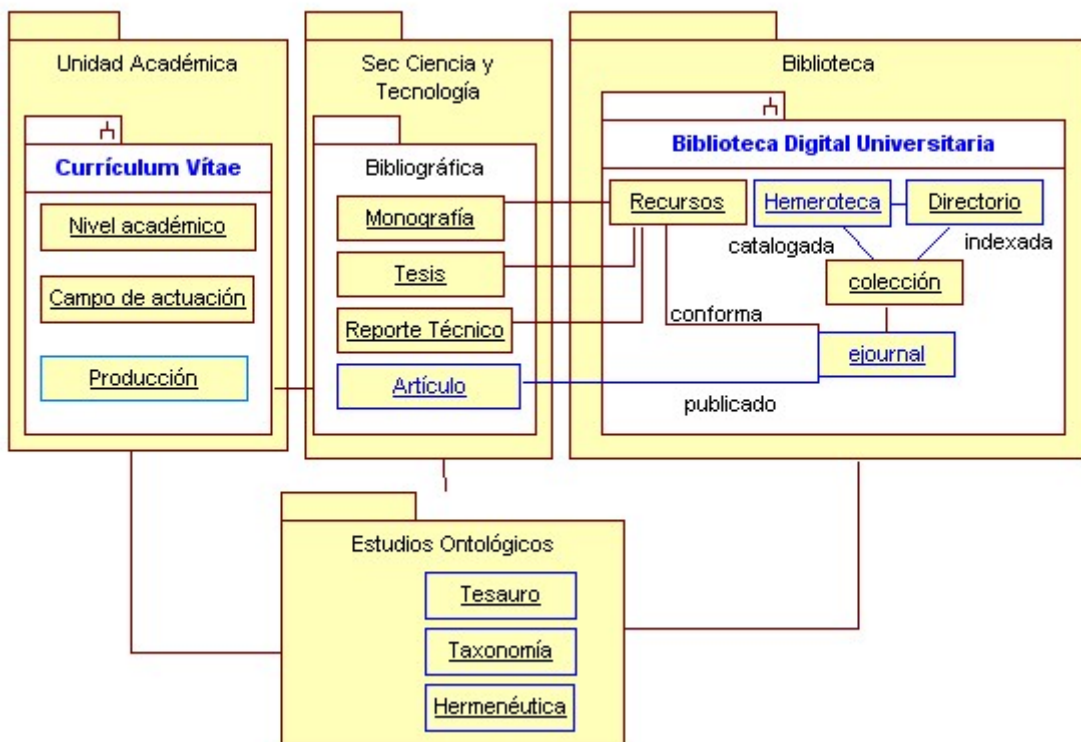 Unidad Académica
Currículum Vítae
Nivel académico
Campo de actuación
Producción
Sec Ciencia y
Tecnología
Bibliográfica
Monografía
Tesis
Reporte Técnico
Artículo
Biblioteca
Biblioteca Digital Universitaria
Recursos
Hemeroteca
Directorio
catalogada
indexada
colección
conforma
ejournal
publicado
Estudios Ontológicos
Tesauro
Taxonomía
Hermenéutica